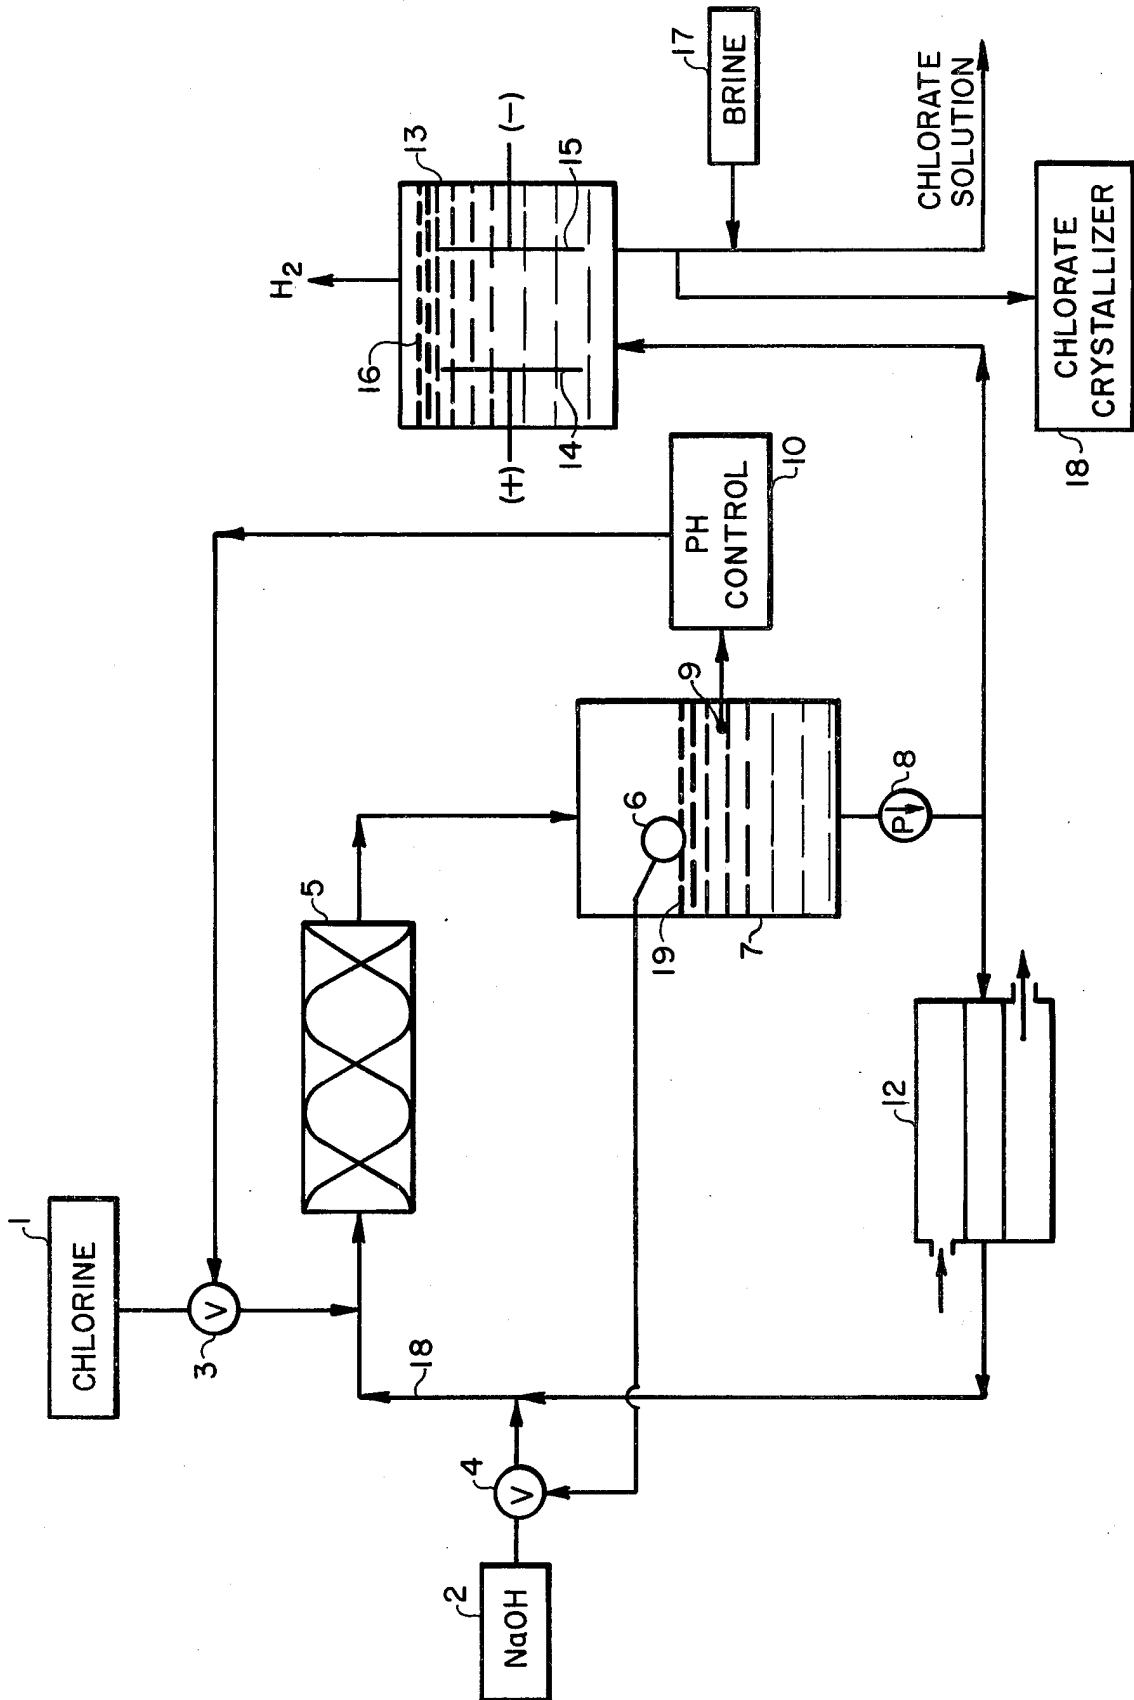 1
CHLORINE
V
3
2
NaOH
V
4
18
5
6
19
7
9
P
8
12
PH
CONTROL
10
H2
16
13
(+)
(-)
14
15
17
BRINE
CHLORATE
SOLUTION
CHLORATE
CRYSTALLIZER
18